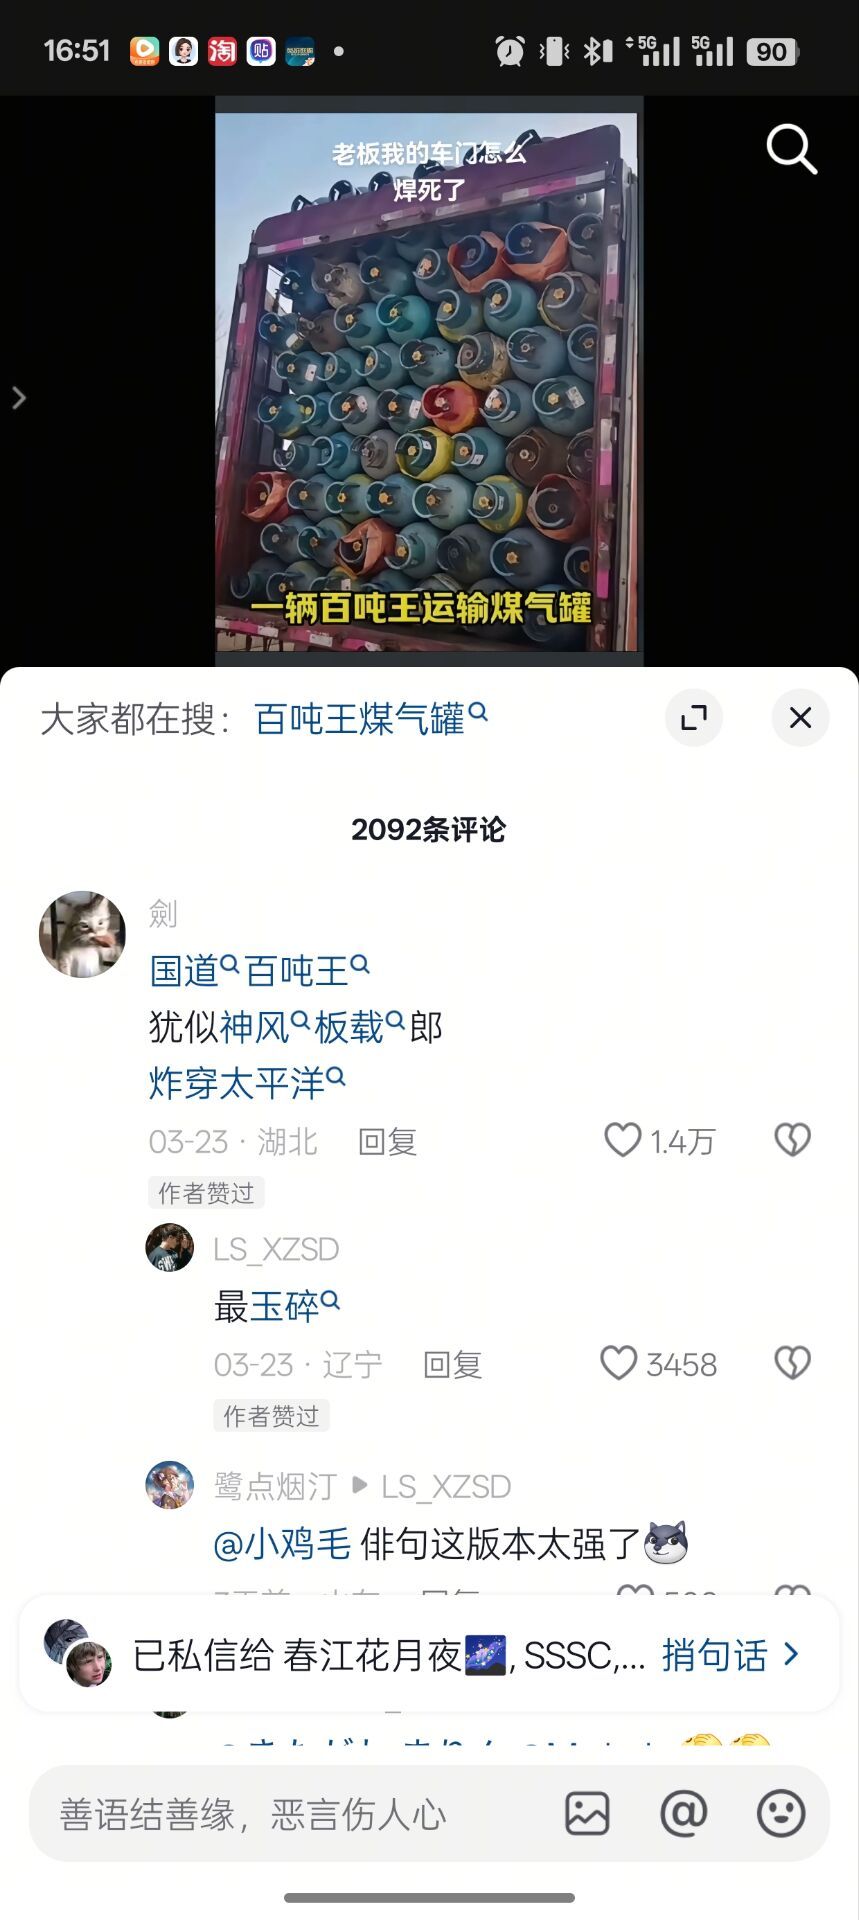 16:51
淘
贴
5G
5G
90
老板我的车门怎么
焊死了
一辆百吨王运输煤气罐
大家都在搜：百吨王煤气罐
2092条评论
劍
国道百吨王
犹似神风板载郎
炸穿太平洋
03-23 · 湖北 回复 1.4万
作者赞过
LS_XZSD
最玉碎
03-23 · 辽宁 回复 3458
作者赞过
鹭点烟汀 LS_XZSD
@小鸡毛 俳句这版本太强了
已私信给 春江花月夜, SSSC,... 捎句话
善语结善缘，恶言伤人心